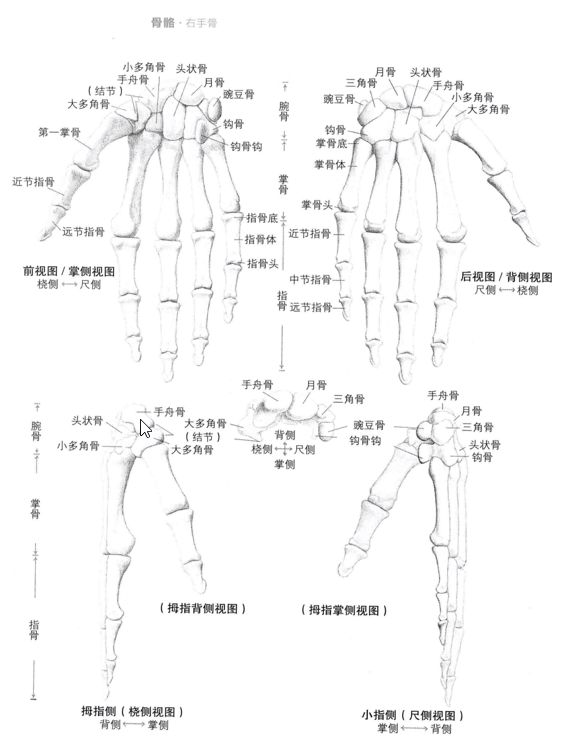 骨骼·右手骨
小多角骨
头状骨
手舟骨
月骨
（结节）
豌豆骨
大多角骨
钩骨
第一掌骨
钩骨钩
近节指骨
指骨底
远节指骨
指骨体
指骨头
前视图 / 掌侧视图
桡侧 ←→ 尺侧
腕骨
掌骨
指骨
月骨
头状骨
三角骨
手舟骨
豌豆骨
小多角骨
大多角骨
钩骨
掌骨底
掌骨体
掌骨头
近节指骨
中节指骨
远节指骨
后视图 / 背侧视图
尺侧 ←→ 桡侧
腕骨
掌骨
指骨
手舟骨
头状骨
小多角骨
大多角骨
（结节）
大多角骨
（拇指背侧视图）
拇指侧（桡侧视图）
背侧 ←→ 掌侧
手舟骨
月骨
三角骨
豌豆骨
钩骨钩
背侧
桡侧
尺侧
掌侧
手舟骨
月骨
三角骨
头状骨
钩骨
（拇指掌侧视图）
小指侧（尺侧视图）
掌侧 ←→ 背侧